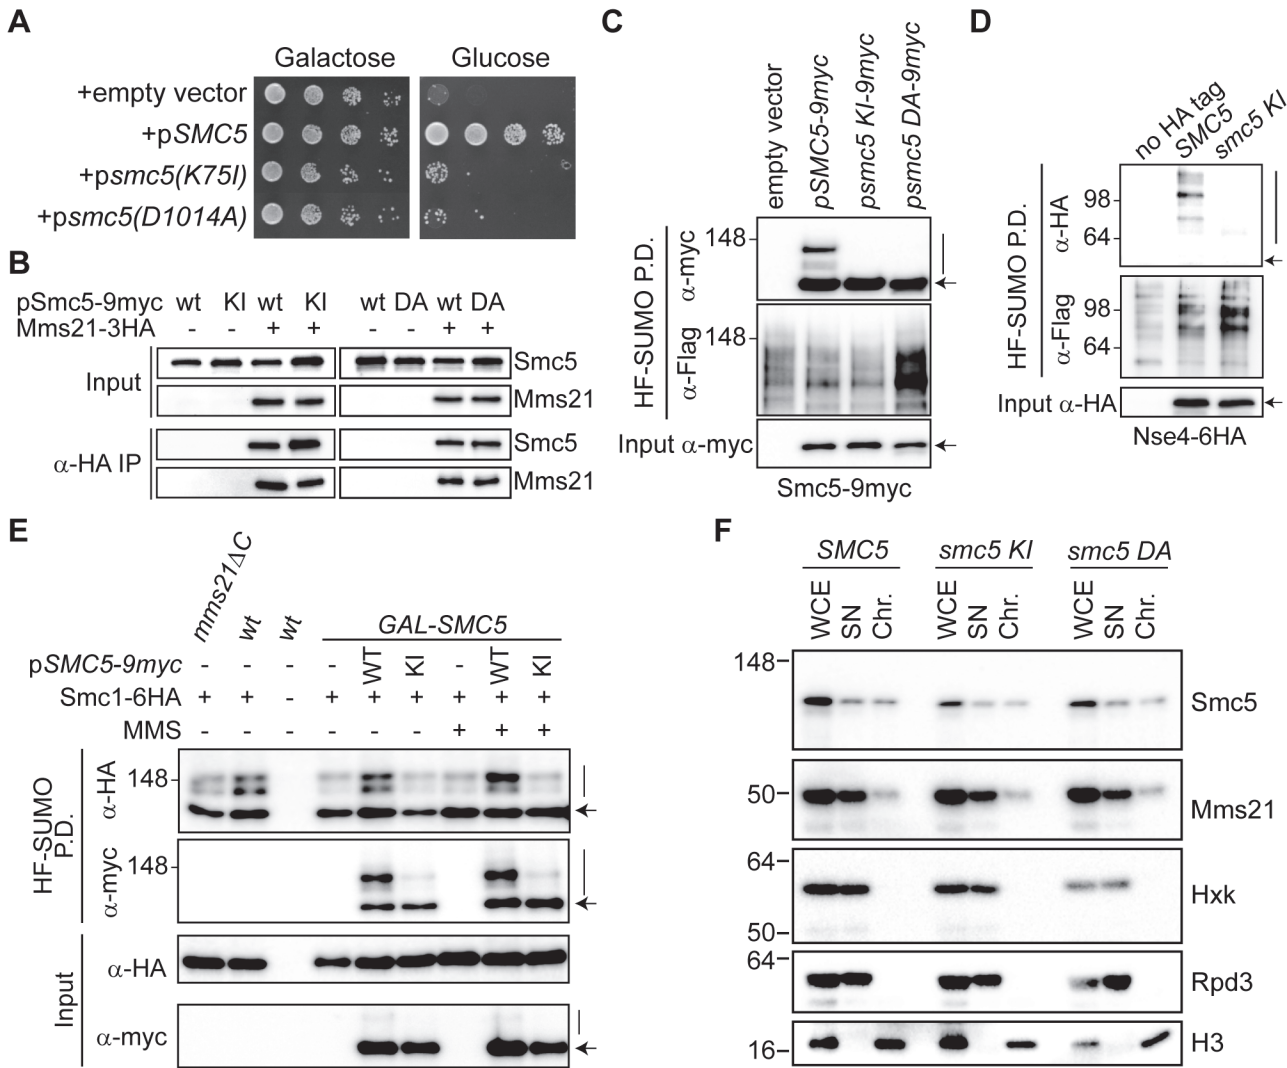 A
Galactose Glucose
+empty vector
+pSMC5
+psmc5(K75I)
+psmc5(D1014A)
B
pSmc5-9myc wt KI wt KI wt DA wt DA
Mms21-3HA - - + + - - + +
Input
Smc5
Mms21
α-HA IP
Smc5
Mms21
C
empty vector
pSMC5-9myc
psmc5 KI-9myc
psmc5 DA-9myc
HF-SUMO P.D.
α-myc
148
α-Flag
148
Input α-myc
Smc5-9myc
D
no HA tag
SMC5
smc5 KI
HF-SUMO P.D.
α-HA
98
64
α-Flag
98
64
Input α-HA
Nse4-6HA
E
mms21ΔC
wt
wt
GAL-SMC5
pSMC5-9myc - - - - WT KI - WT KI
Smc1-6HA + + - + + + + + +
MMS - - - - - - + + +
HF-SUMO
P.D.
α-HA
148
α-myc
148
Input
α-HA
α-myc
F
SMC5 smc5 KI smc5 DA
WCE SN Chr. WCE SN Chr. WCE SN Chr.
148
Smc5
50
Mms21
64
Hxk
50
64
Rpd3
16
H3